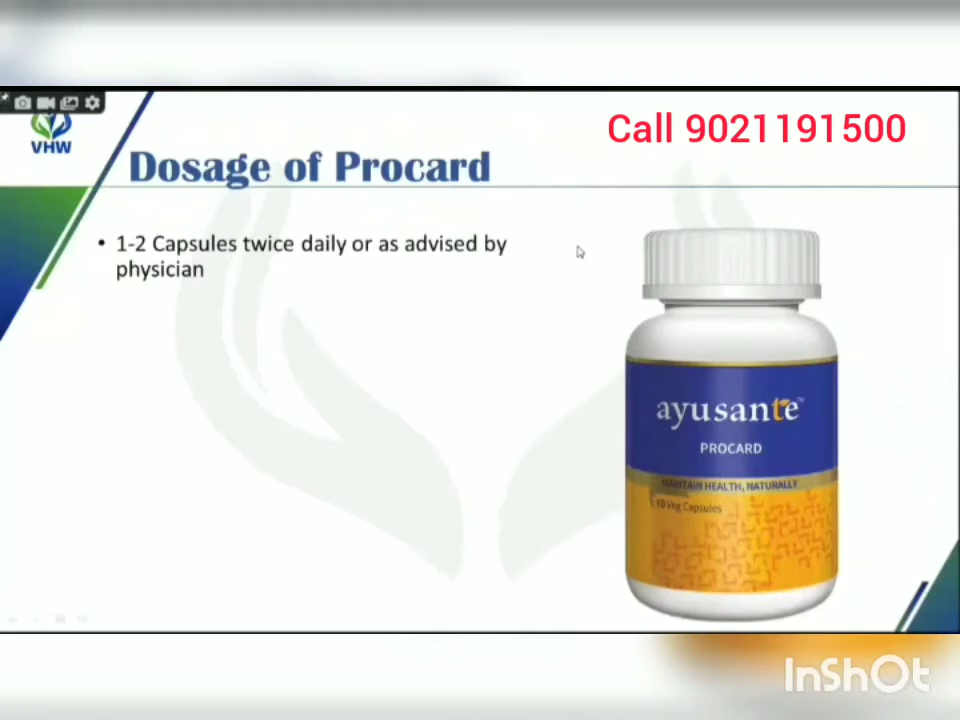 Call 9021191500
VHW
Dosage of Procard
• 1-2 Capsules twice daily or as advised by
physician
ayusante™
PROCARD
MAINTAIN HEALTH, NATURALLY
60 Veg Capsules
InShOt